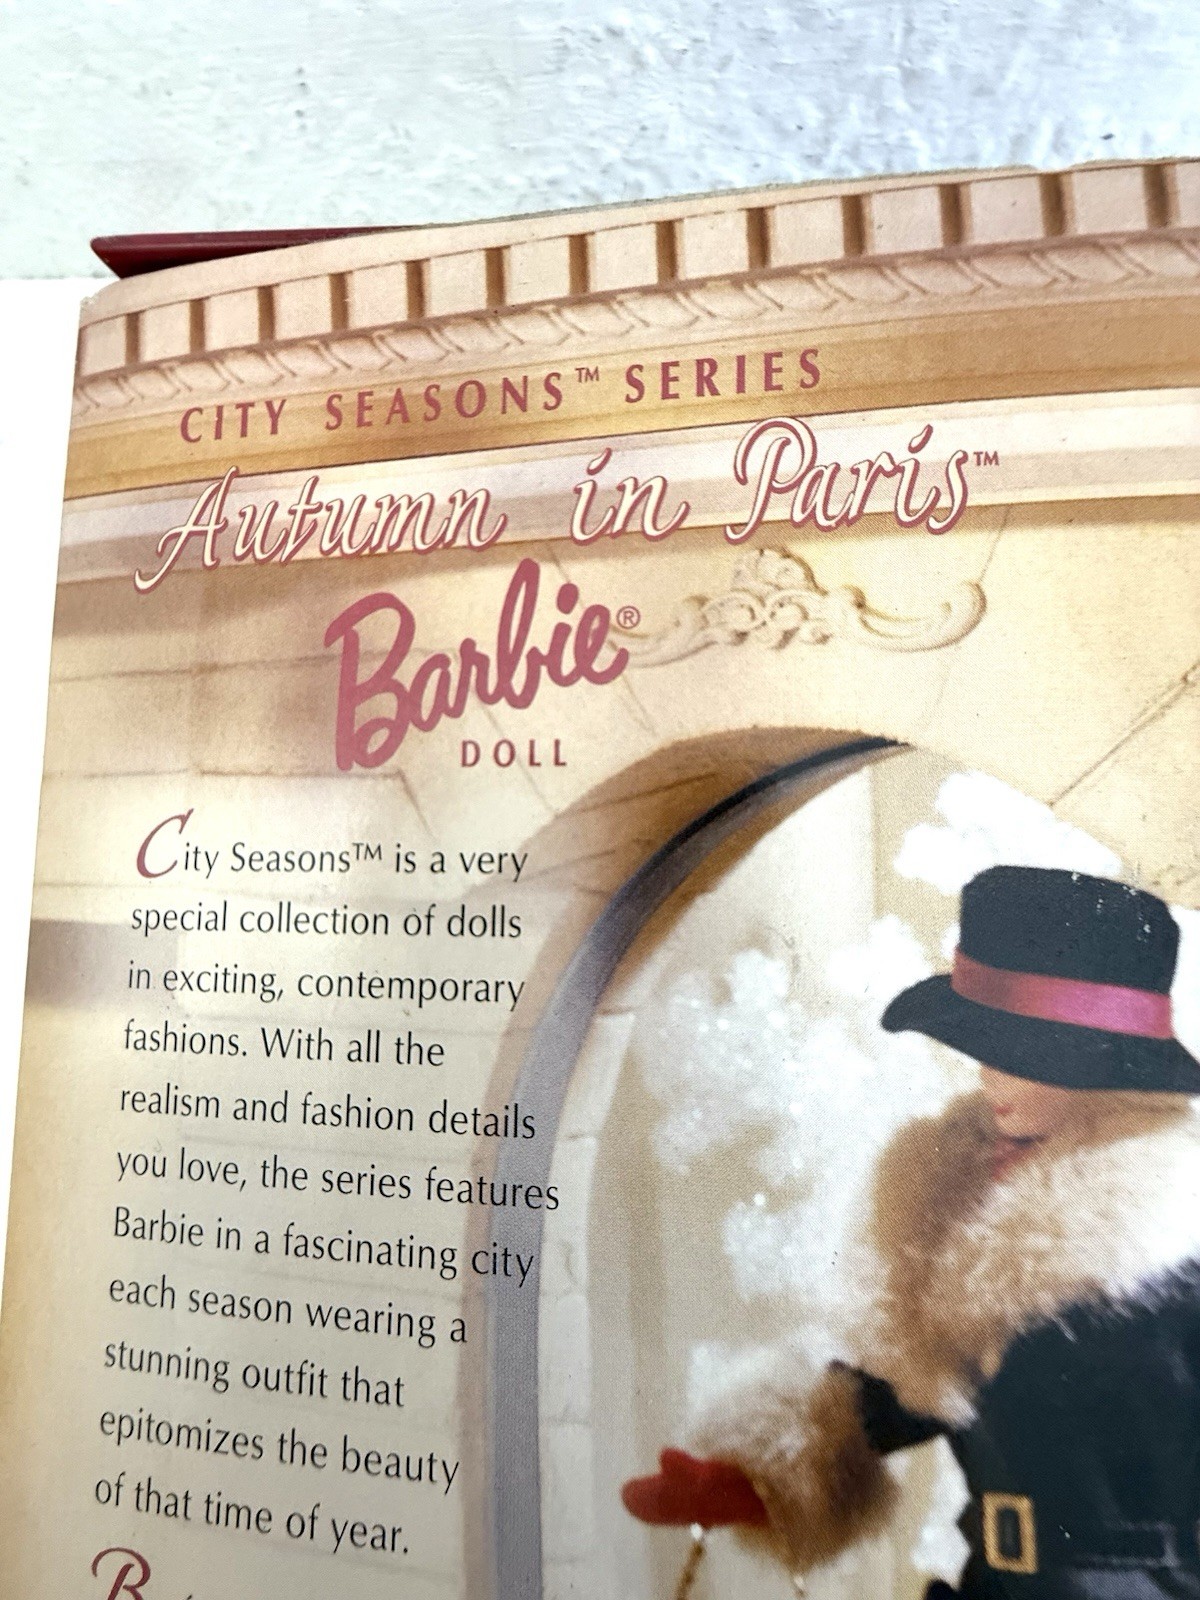 CITY SEASONS™ SERIES
Autumn in Paris™
Barbie®
DOLL
City Seasons™ is a very
special collection of dolls
in exciting, contemporary
fashions. With all the
realism and fashion details
you love, the series features
Barbie in a fascinating city
each season wearing a
stunning outfit that
epitomizes the beauty
of that time of year.